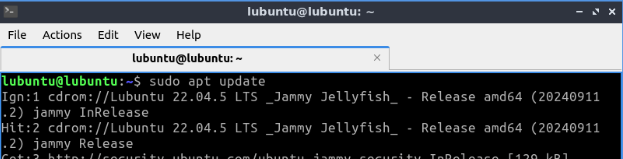 lubuntu@lubuntu: ~
File Actions Edit View Help
lubuntu@lubuntu: ~
lubuntu@lubuntu:~$ sudo apt update
Ign:1 cdrom://Lubuntu 22.04.5 LTS _Jammy Jellyfish_ - Release amd64 (20240911
.2) jammy InRelease
Hit:2 cdrom://Lubuntu 22.04.5 LTS _Jammy Jellyfish_ - Release amd64 (20240911
.2) jammy Release
Get:3 http://security.ubuntu.com/ubuntu jammy-security InRelease [129 kB]